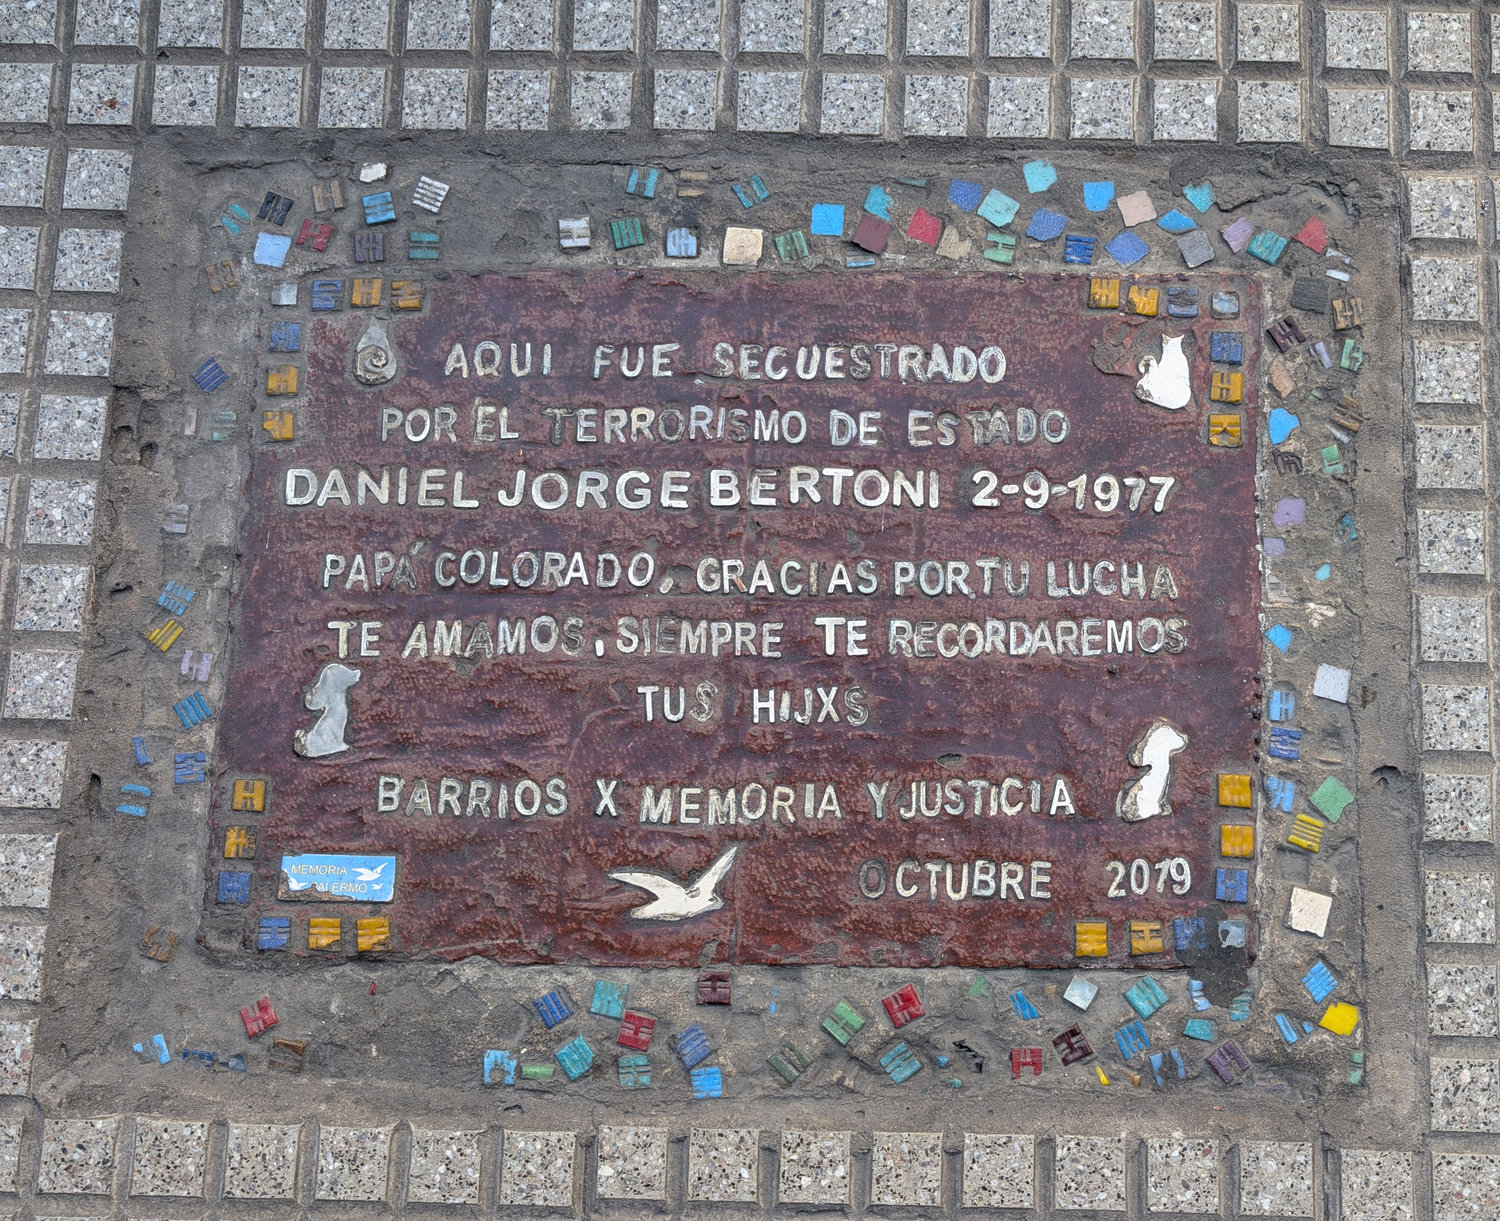 AQUI FUE SECUESTRADO
POR EL TERRORISMO DE ESTADO
DANIEL JORGE BERTONI 2-9-1977
PAPÁ COLORADO, GRACIAS POR TU LUCHA
TE AMAMOS, SIEMPRE TE RECORDAREMOS
TUS HIJXS
BARRIOS X MEMORIA Y JUSTICIA
OCTUBRE 2019
MEMORIA
PALERMO